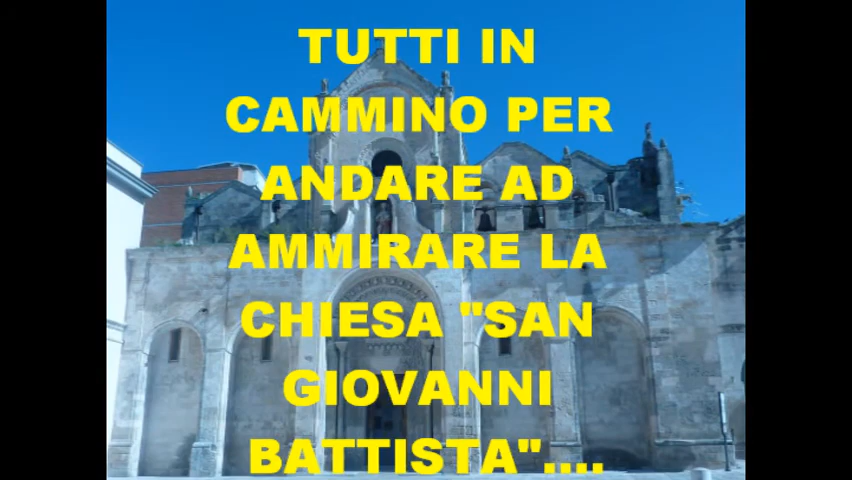 TUTTI IN
CAMMINO PER
ANDARE AD
AMMIRARE LA
CHIESA "SAN
GIOVANNI
BATTISTA"....